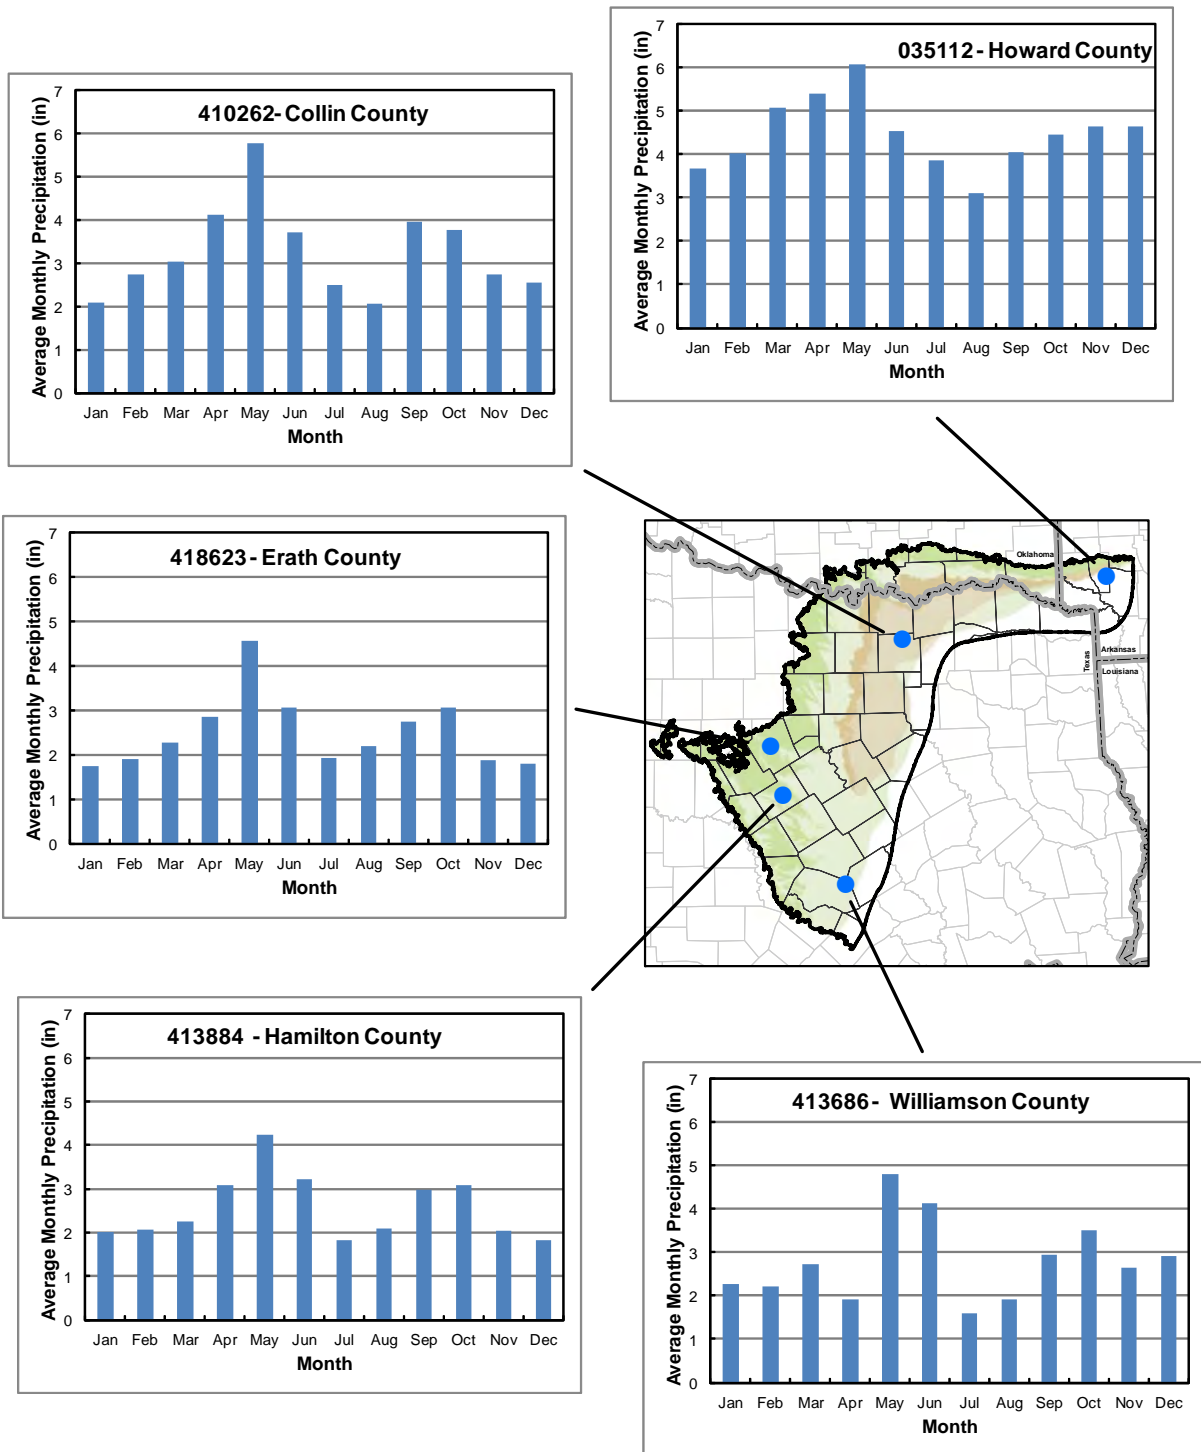 035112 - Howard County
Average Monthly Precipitation (in)
7
6
5
4
3
2
1
0
Jan Feb Mar Apr May Jun Jul Aug Sep Oct Nov Dec
Month
410262- Collin County
Average Monthly Precipitation (in)
7
6
5
4
3
2
1
0
Jan Feb Mar Apr May Jun Jul Aug Sep Oct Nov Dec
Month
418623 - Erath County
Average Monthly Precipitation (in)
7
6
5
4
3
2
1
0
Jan Feb Mar Apr May Jun Jul Aug Sep Oct Nov Dec
Month
Oklahoma
Texas
Arkansas
Louisiana
413884 - Hamilton County
Average Monthly Precipitation (in)
7
6
5
4
3
2
1
0
Jan Feb Mar Apr May Jun Jul Aug Sep Oct Nov Dec
Month
413686 - Williamson County
Average Monthly Precipitation (in)
7
6
5
4
3
2
1
0
Jan Feb Mar Apr May Jun Jul Aug Sep Oct Nov Dec
Month